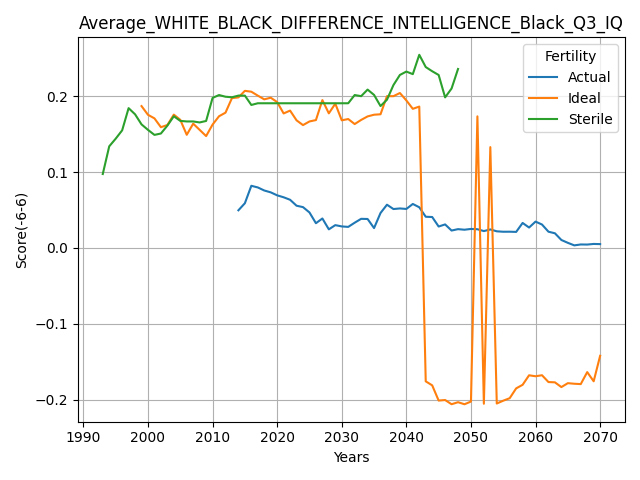 Average_WHITE_BLACK_DIFFERENCE_INTELLIGENCE_Black_Q3_IQ
Fertility
Actual
Ideal
Sterile
Score(-6-6)
0.2
0.1
0.0
−0.1
−0.2
1990 2000 2010 2020 2030 2040 2050 2060 2070
Years